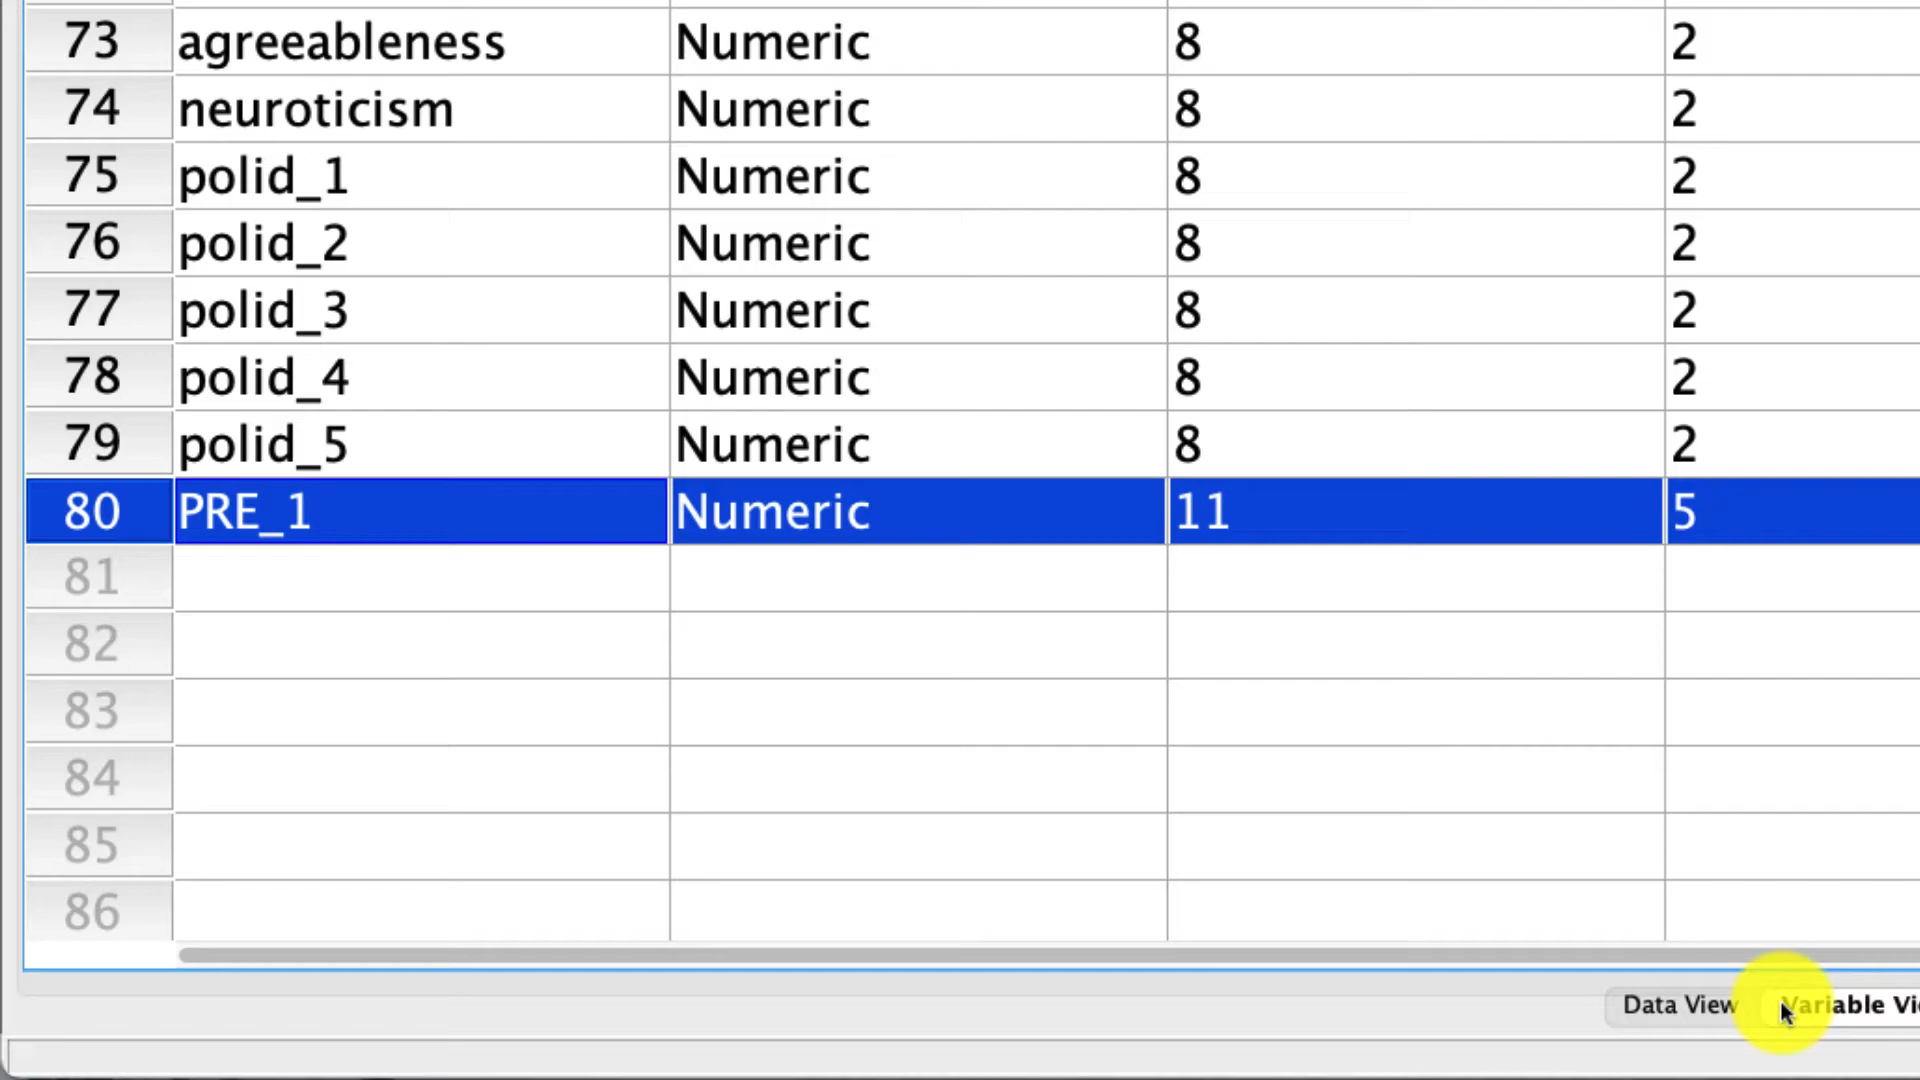 73 agreeableness Numeric 8 2
74 neuroticism Numeric 8 2
75 polid_1 Numeric 8 2
76 polid_2 Numeric 8 2
77 polid_3 Numeric 8 2
78 polid_4 Numeric 8 2
79 polid_5 Numeric 8 2
80 PRE_1 Numeric 11 5
81
82
83
84
85
86
Data View Variable Vi